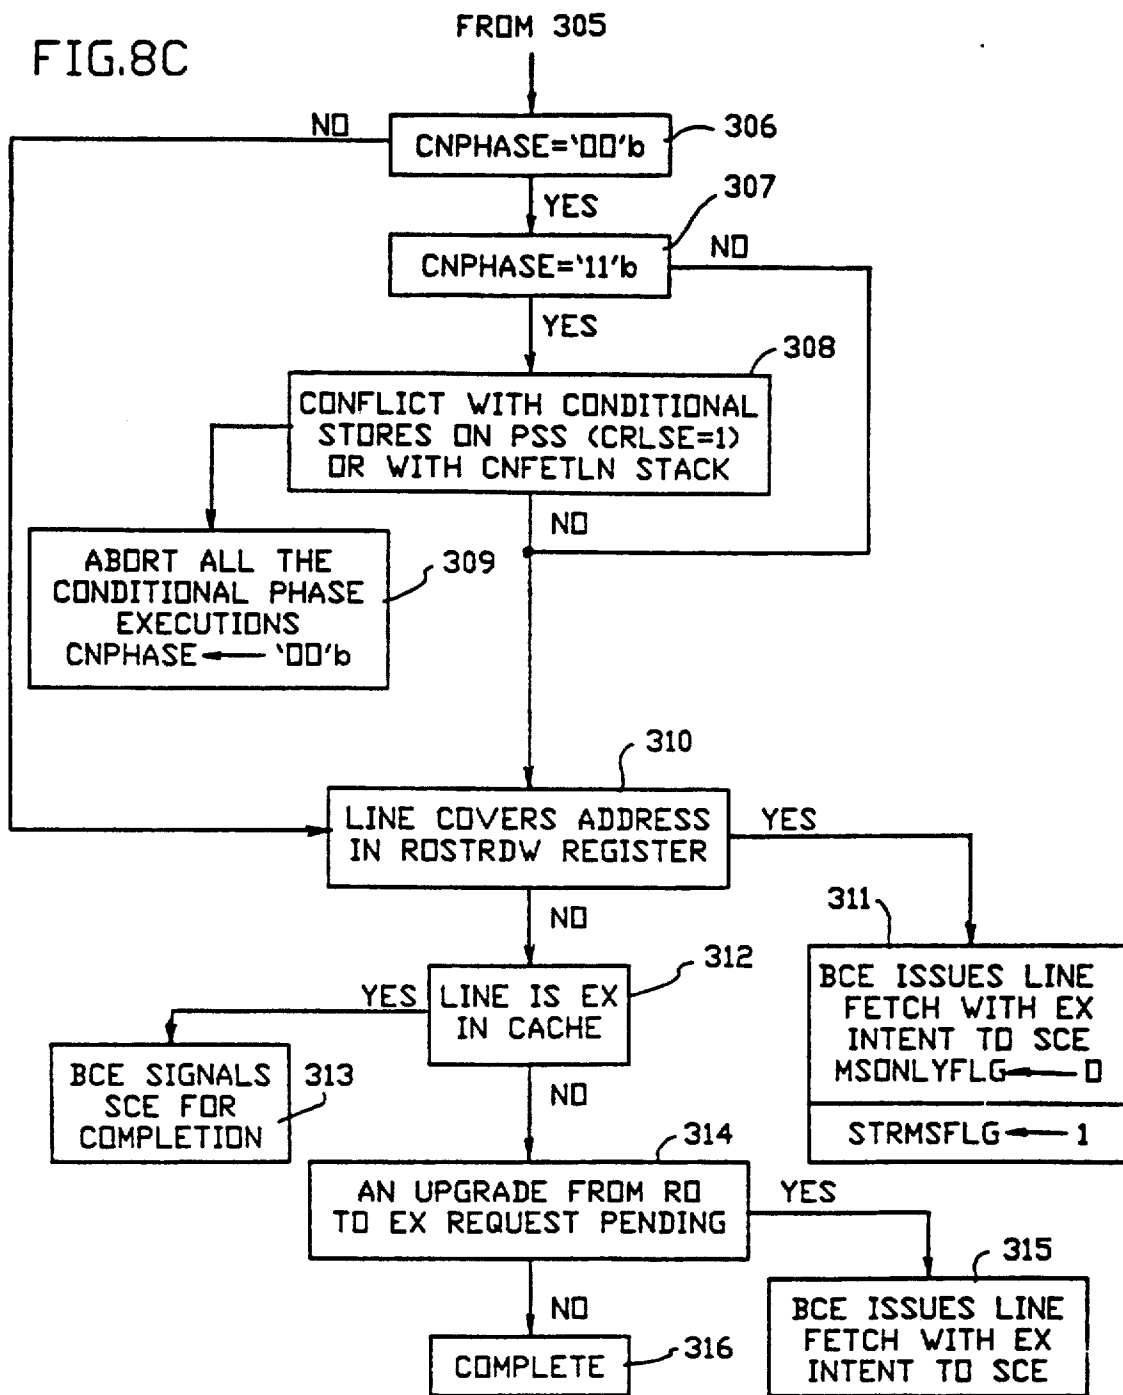 FIG.8C
FROM 305
NO
CNPHASE='00'b
306
YES
307
CNPHASE='11'b
NO
YES
308
CONFLICT WITH CONDITIONAL
STORES ON PSS (CRLSE=1)
OR WITH CNFETLN STACK
NO
ABORT ALL THE
CONDITIONAL PHASE
EXECUTIONS
CNPHASE ← '00'b
309
310
LINE COVERS ADDRESS
IN ROSTRDW REGISTER
YES
NO
311
BCE ISSUES LINE
FETCH WITH EX
INTENT TO SCE
MSONLYFLG ← 0
STRMSFLG ← 1
312
YES
LINE IS EX
IN CACHE
BCE SIGNALS
SCE FOR
COMPLETION
313
NO
314
AN UPGRADE FROM RO
TO EX REQUEST PENDING
YES
315
NO
BCE ISSUES LINE
FETCH WITH EX
INTENT TO SCE
COMPLETE
316